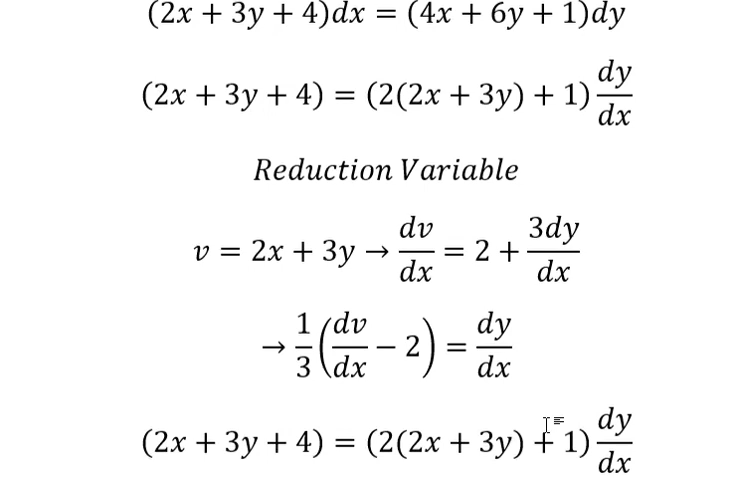 (2x + 3y + 4)dx = (4x + 6y + 1)dy
(2x + 3y + 4) = (2(2x + 3y) + 1) dy/dx
Reduction Variable
v = 2x + 3y → dv/dx = 2 + 3dy/dx
→ 1/3 (dv/dx − 2) = dy/dx
(2x + 3y + 4) = (2(2x + 3y) + 1) dy/dx